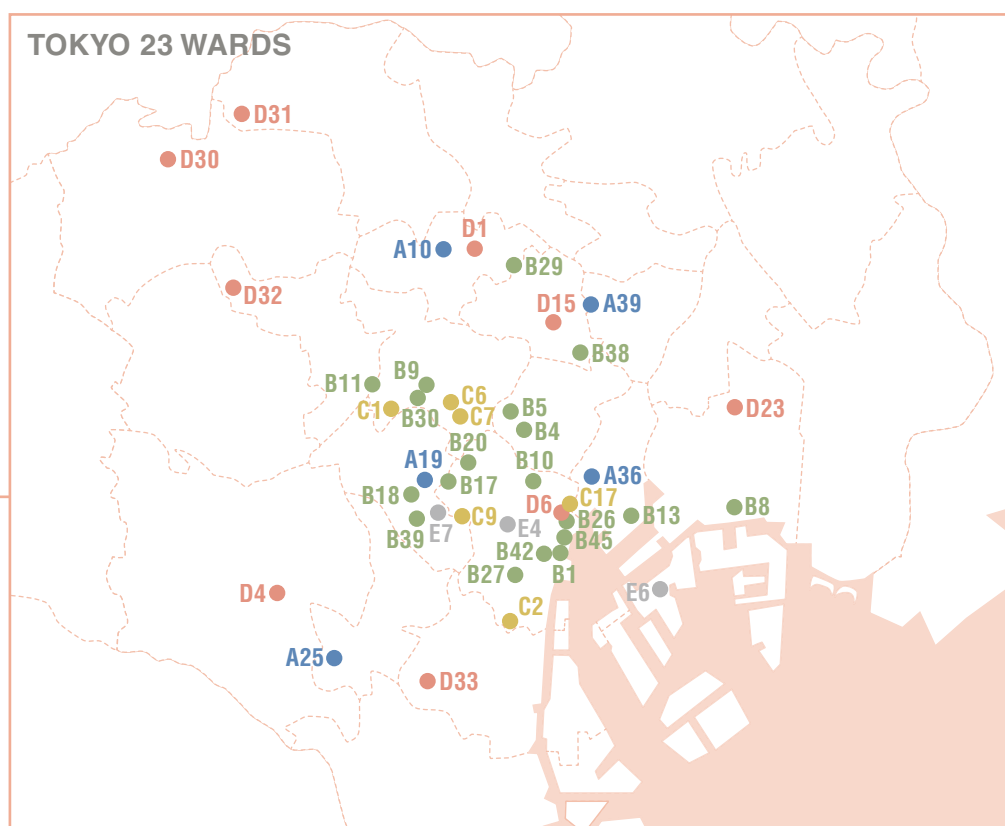 TOKYO 23 WARDS
D31
D30
D1
A10
B29
D32
D15
A39
B38
B11
B9
C6
C1
B30
C7
B5
D23
B4
B20
A19
B10
A36
B17
B18
C17
D6
B8
B13
C9
B26
E4
E7
B39
B45
B42
B27
B1
D4
E6
C2
A25
D33